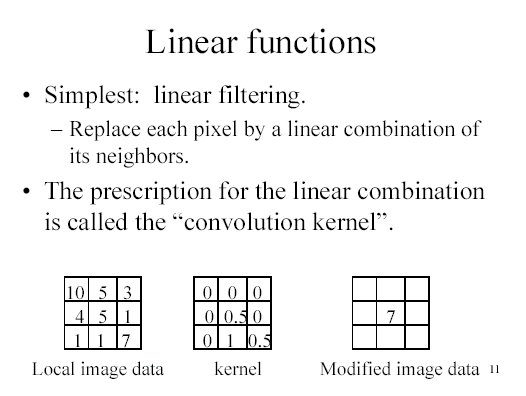 Linear functions
• Simplest: linear filtering.
– Replace each pixel by a linear combination of
its neighbors.
• The prescription for the linear combination
is called the “convolution kernel”.
10 5 3
4 5 1
1 1 7
Local image data
0 0 0
0 0.5 0
0 1 0.5
kernel
7
Modified image data
11